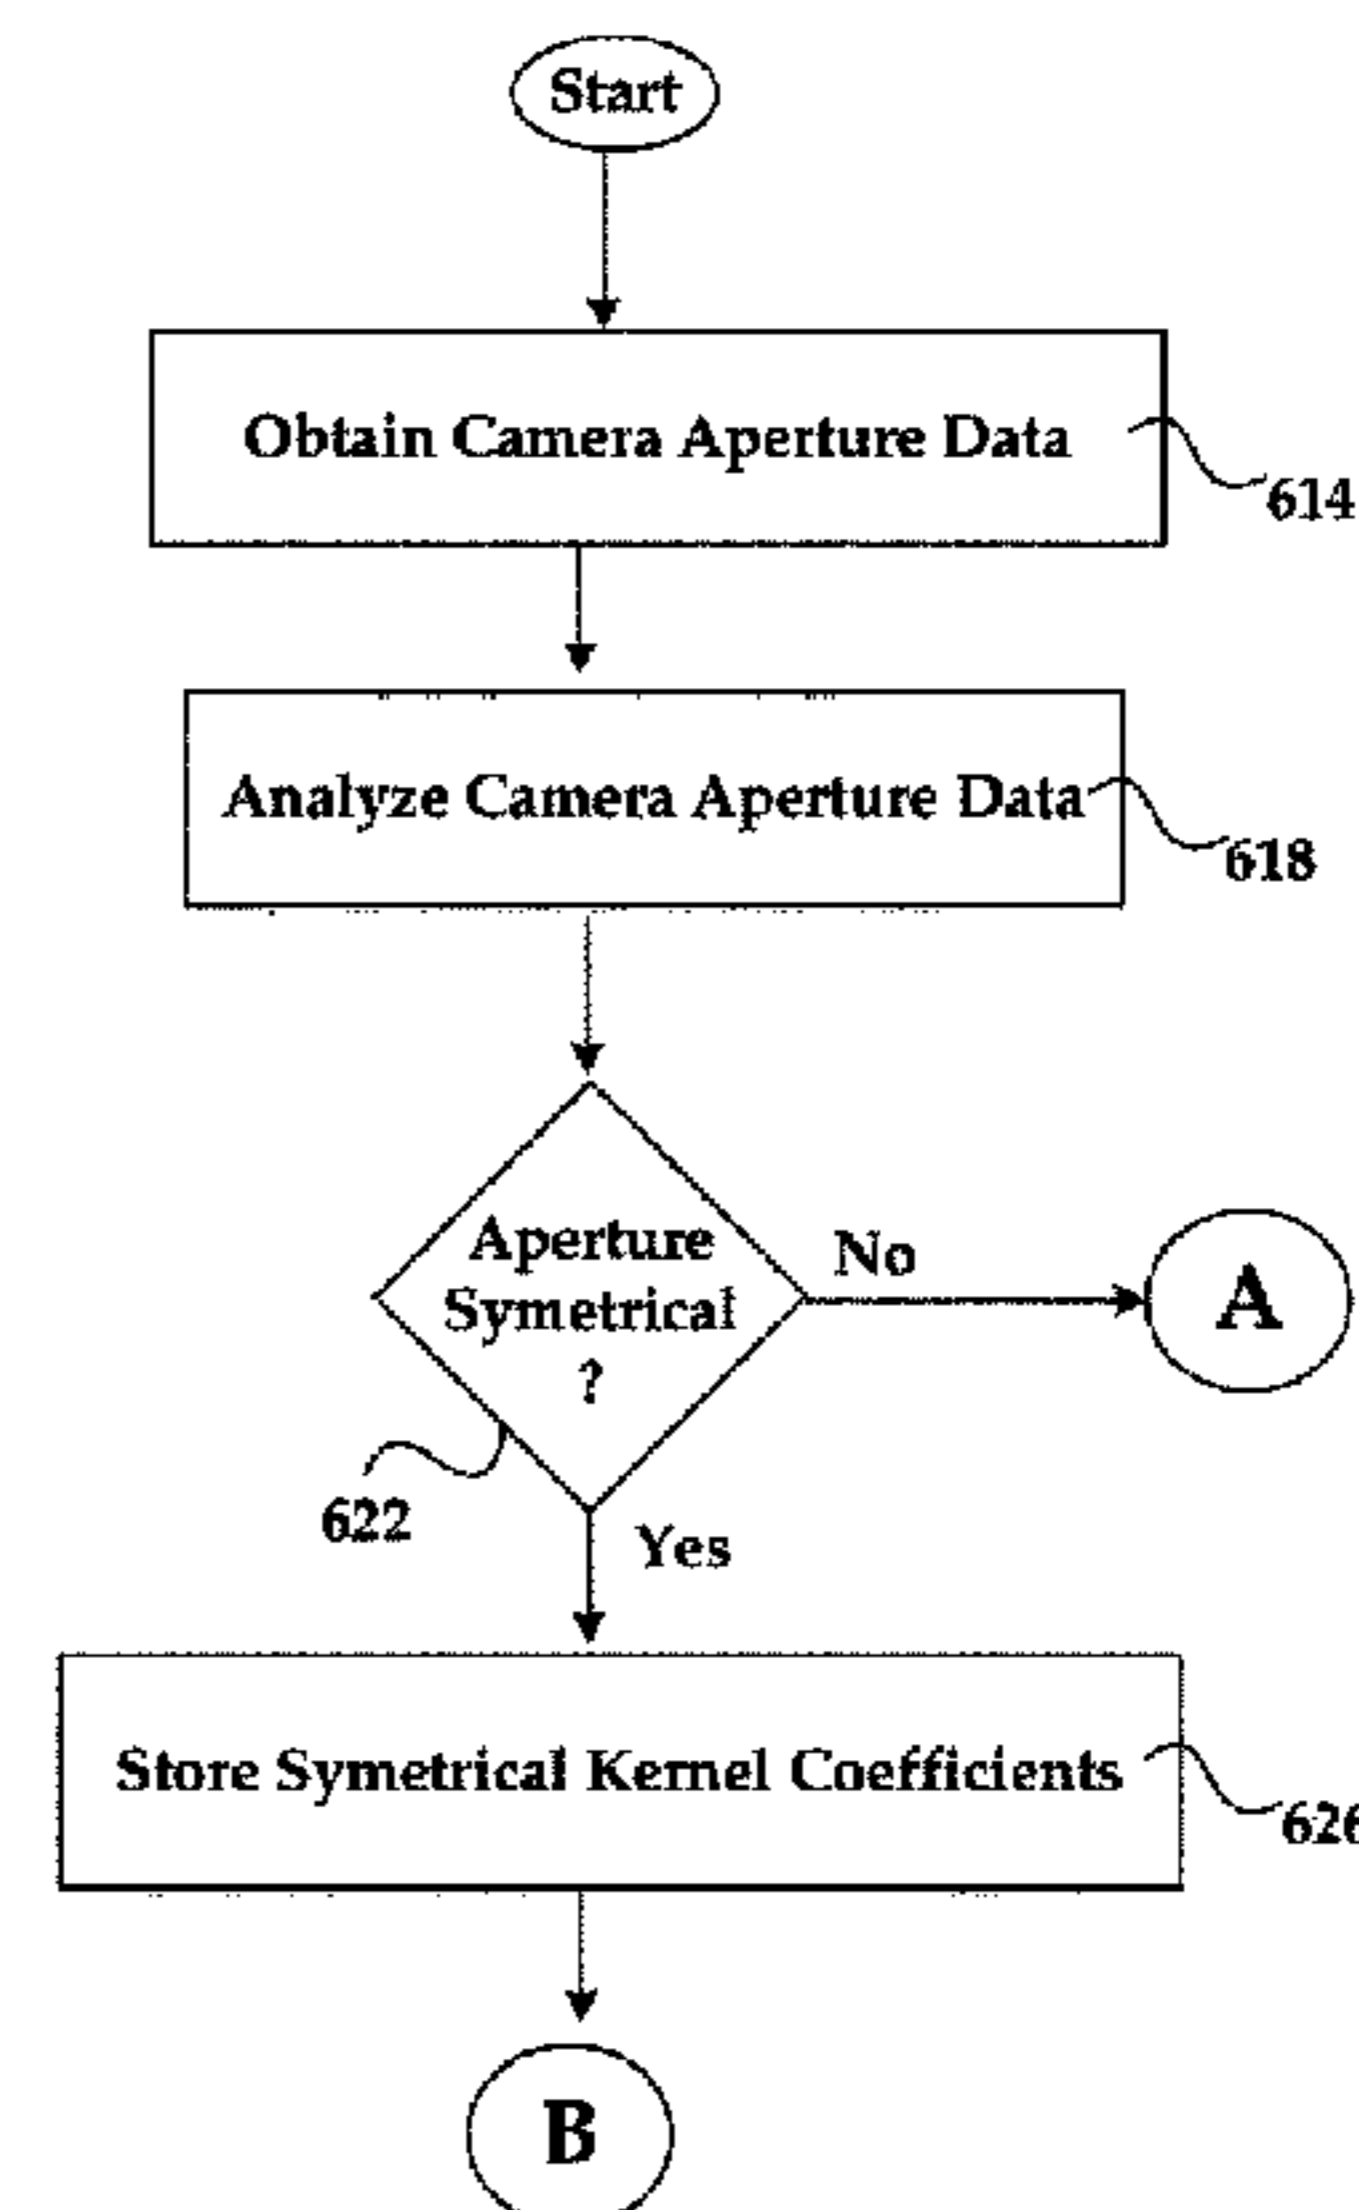 Start
Obtain Camera Aperture Data
614
Analyze Camera Aperture Data
618
Aperture
Symetrical
?
No
A
622
Yes
Store Symetrical Kernel Coefficients
626
B